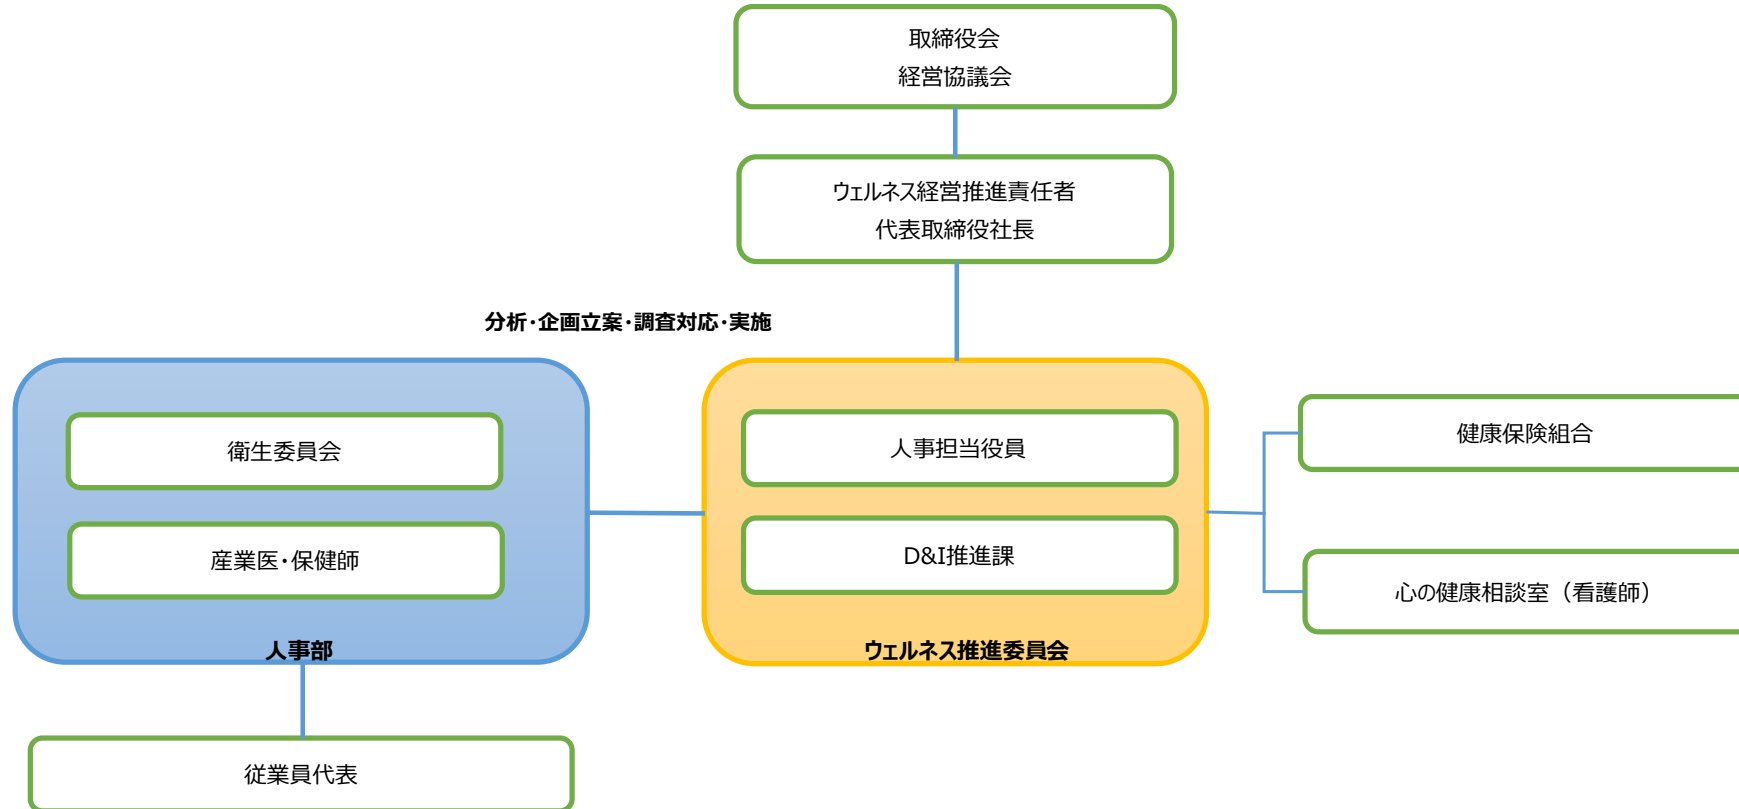 取締役会
経営協議会
ウェルネス経営推進責任者
代表取締役社長
分析・企画立案・調査対応・実施
衛生委員会
産業医・保健師
人事部
人事担当役員
D&I推進課
ウェルネス推進委員会
健康保険組合
心の健康相談室（看護師）
従業員代表